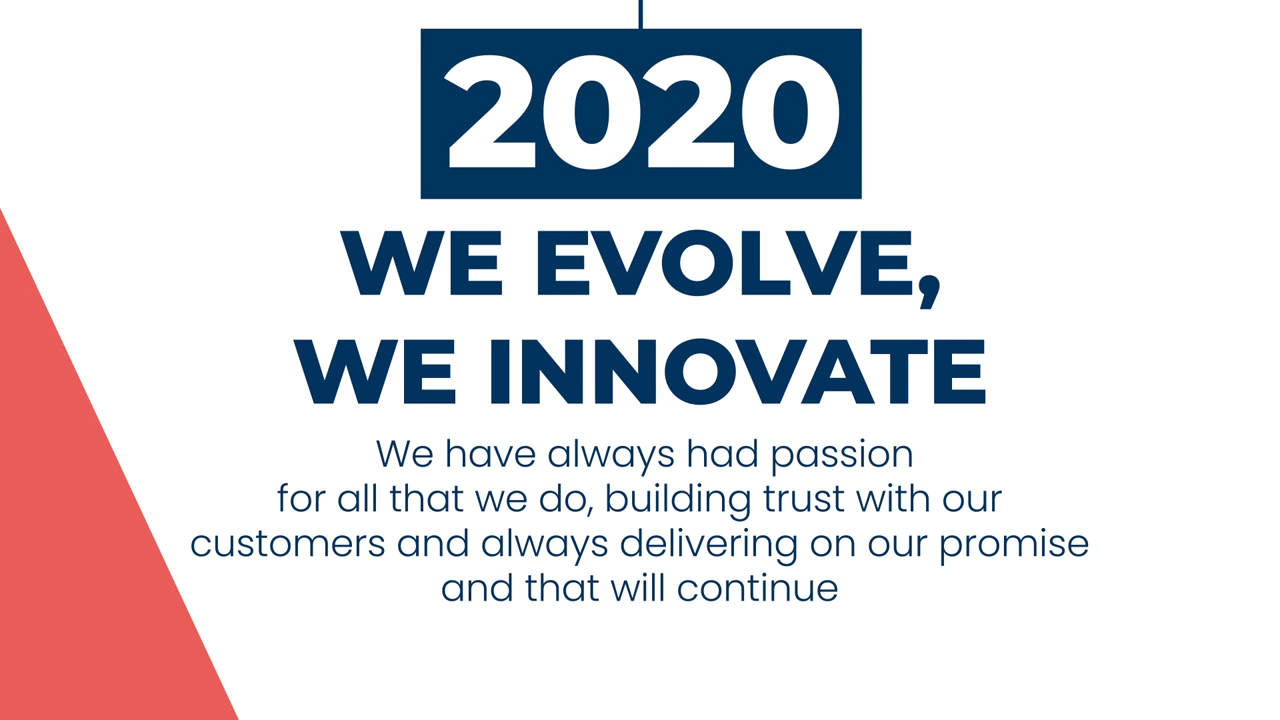 2020
WE EVOLVE,
WE INNOVATE
We have always had passion
for all that we do, building trust with our
customers and always delivering on our promise
and that will continue